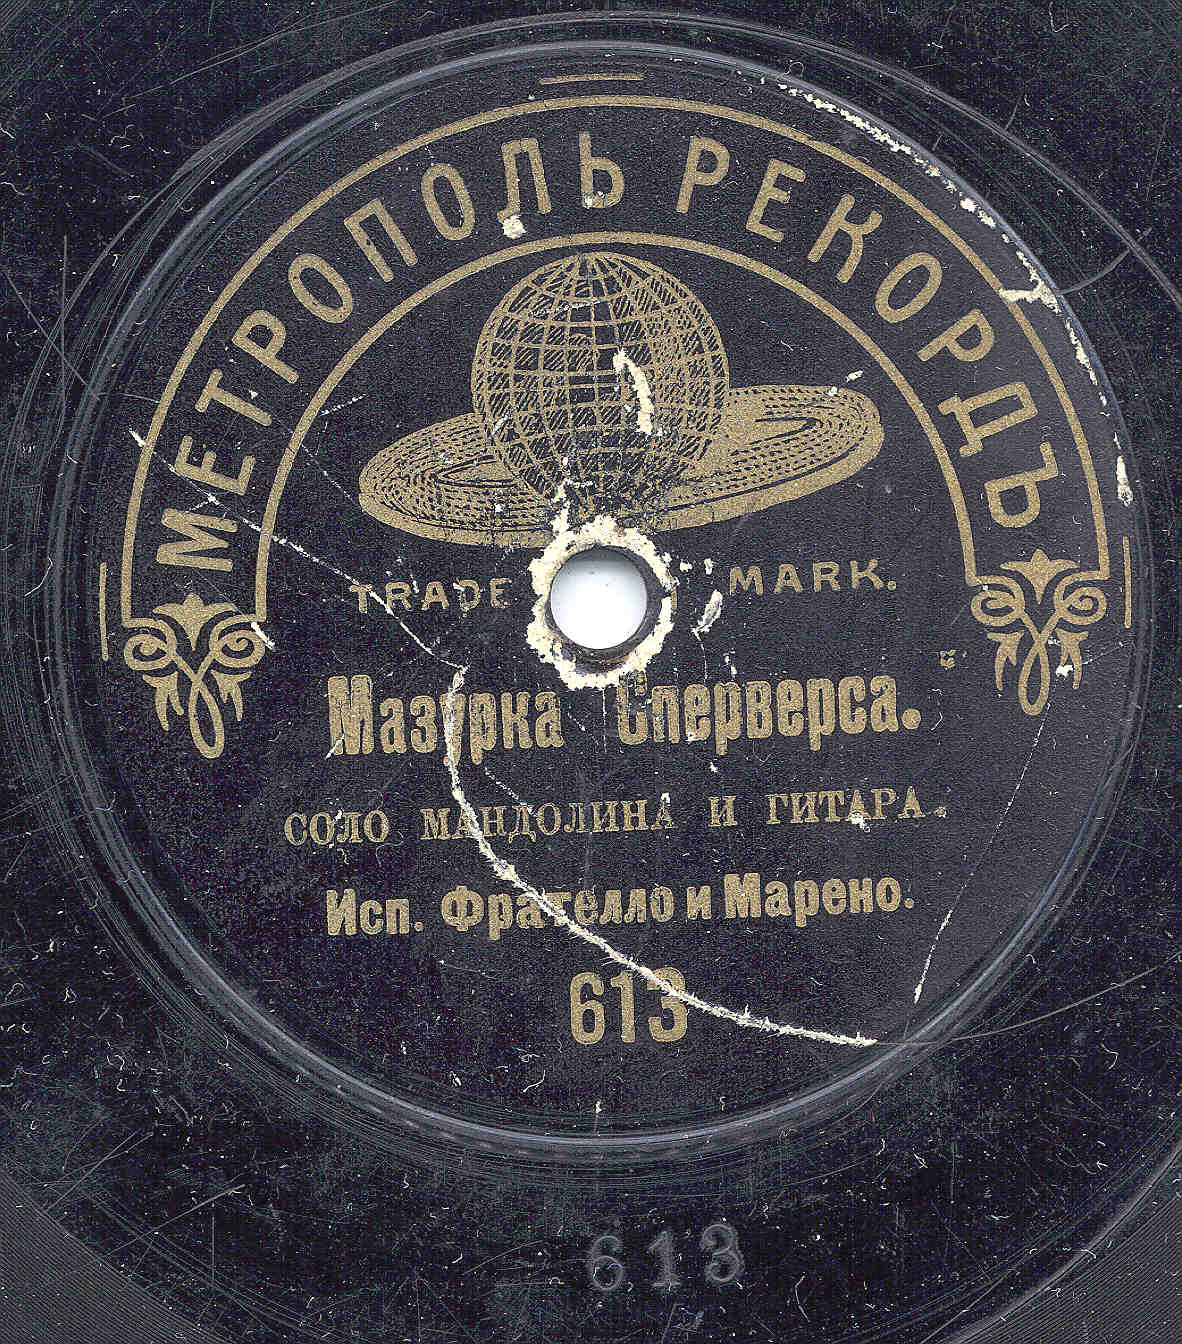 МЕТРОПОЛЬ РЕКОРДЪ
TRADE MARK.
Мазурка Сперверса.
СОЛО МАНДОЛИНА И ГИТАРА.
Исп. Фрателло и Марено.
613
613